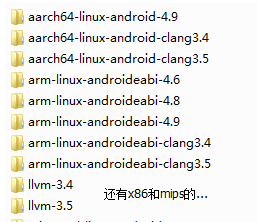 aarch64-linux-android-4.9
aarch64-linux-android-clang3.4
aarch64-linux-android-clang3.5
arm-linux-androideabi-4.6
arm-linux-androideabi-4.8
arm-linux-androideabi-4.9
arm-linux-androideabi-clang3.4
arm-linux-androideabi-clang3.5
llvm-3.4
还有x86和mips的...
llvm-3.5